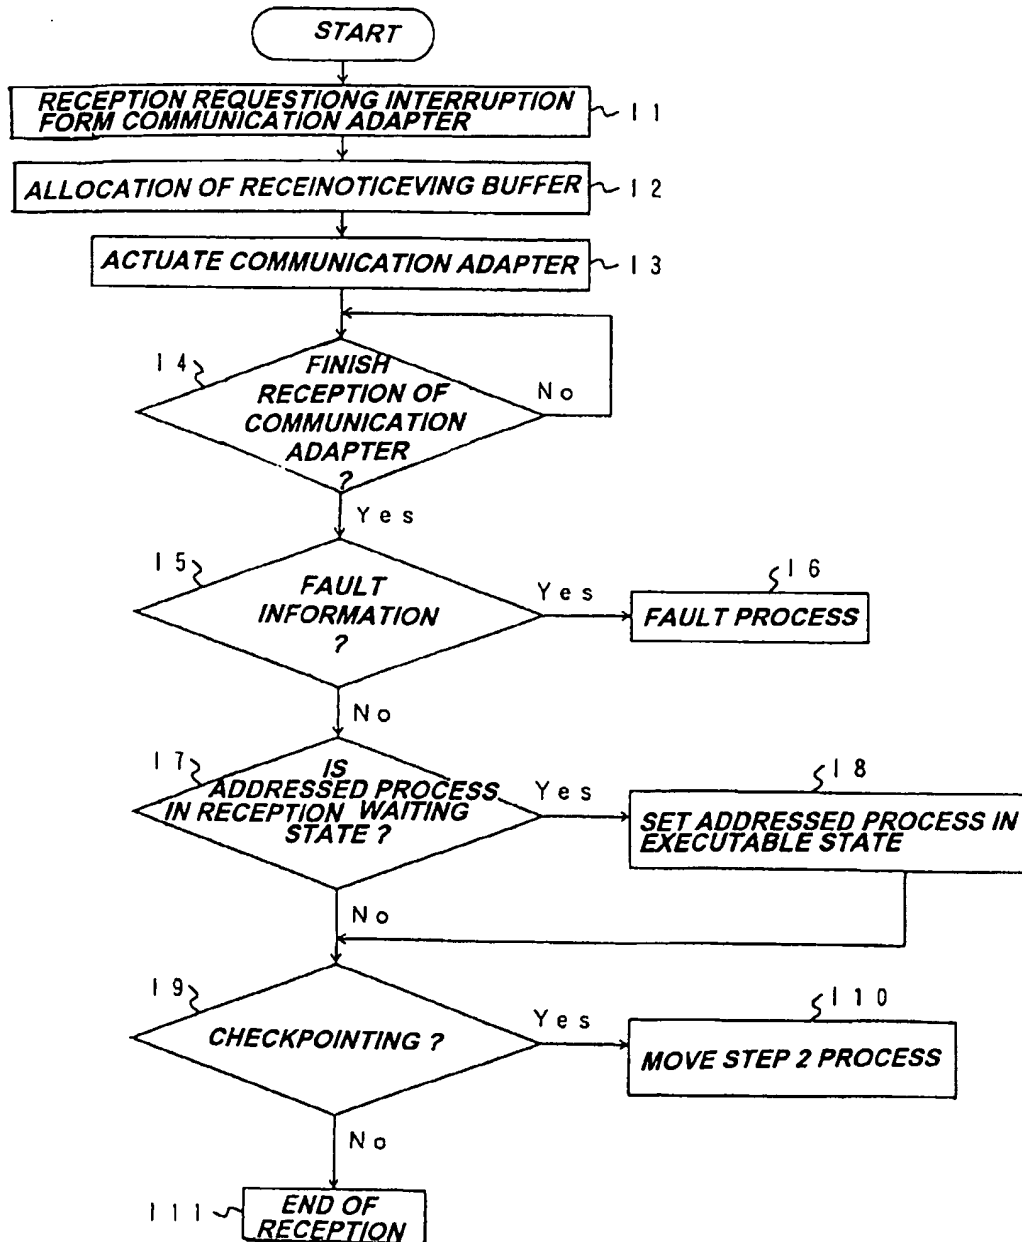 START
RECEPTION REQUESTIONG INTERRUPTION
FORM COMMUNICATION ADAPTER
11
ALLOCATION OF RECEINOTICEVING BUFFER
12
ACTUATE COMMUNICATION ADAPTER
13
14
FINISH
RECEPTION OF
COMMUNICATION
ADAPTER
?
No
Yes
15
FAULT
INFORMATION
?
Yes
16
FAULT PROCESS
No
17
IS
ADDRESSED PROCESS
IN RECEPTION WAITING
STATE ?
Yes
18
SET ADDRESSED PROCESS IN
EXECUTABLE STATE
No
19
CHECKPOINTING ?
Yes
110
MOVE STEP 2 PROCESS
No
111
END OF
RECEPTION